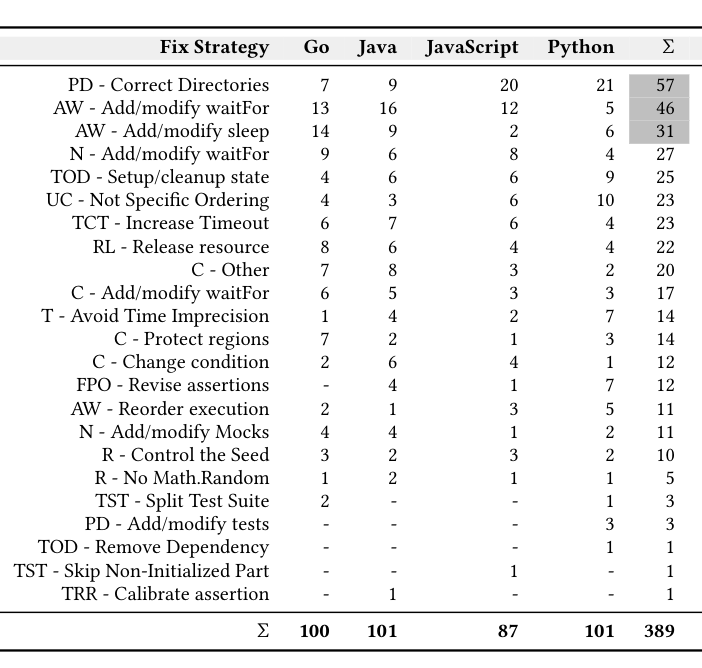 Fix Strategy Go Java JavaScript Python Σ
PD - Correct Directories 7 9 20 21 57
AW - Add/modify waitFor 13 16 12 5 46
AW - Add/modify sleep 14 9 2 6 31
N - Add/modify waitFor 9 6 8 4 27
TOD - Setup/cleanup state 4 6 6 9 25
UC - Not Specific Ordering 4 3 6 10 23
TCT - Increase Timeout 6 7 6 4 23
RL - Release resource 8 6 4 4 22
C - Other 7 8 3 2 20
C - Add/modify waitFor 6 5 3 3 17
T - Avoid Time Imprecision 1 4 2 7 14
C - Protect regions 7 2 1 3 14
C - Change condition 2 6 4 1 12
FPO - Revise assertions - 4 1 7 12
AW - Reorder execution 2 1 3 5 11
N - Add/modify Mocks 4 4 1 2 11
R - Control the Seed 3 2 3 2 10
R - No Math.Random 1 2 1 1 5
TST - Split Test Suite 2 - - 1 3
PD - Add/modify tests - - - 3 3
TOD - Remove Dependency - - - 1 1
TST - Skip Non-Initialized Part - - 1 - 1
TRR - Calibrate assertion - 1 - - 1
Σ 100 101 87 101 389